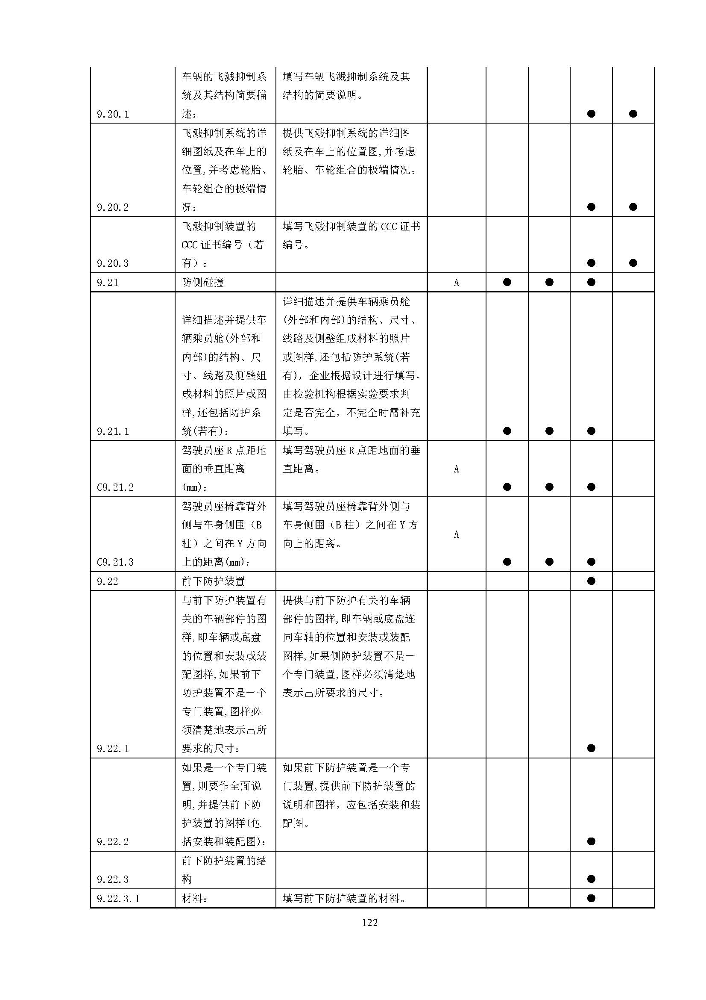 车辆的飞溅抑制系 填写车辆飞溅抑制系统及其
统及其结构简要描 结构的简要说明。
9.20.1 述: ● ●
飞溅抑制系统的详 提供飞溅抑制系统的详细图
细图纸及在车上的 纸及在车上的位置图,并考虑
位置,并考虑轮胎、 轮胎、车轮组合的极端情况。
车轮组合的极端情
9.20.2 况: ● ●
飞溅抑制装置的 填写飞溅抑制装置的 CCC 证书
CCC 证书编号（若 编号。
9.20.3 有）: ● ●
9.21 防侧碰撞 A ● ● ●
详细描述并提供车辆乘员舱
详细描述并提供车 (外部和内部)的结构、尺寸、
辆乘员舱(外部和 线路及侧壁组成材料的照片
内部)的结构、尺 或图样,还包括防护系统(若
寸、线路及侧壁组 有)，企业根据设计进行填写，
成材料的照片或图 由检验机构根据实验要求判
样,还包括防护系 定是否完全，不完全时需补充
9.21.1 统(若有): 填写。 ● ● ●
驾驶员座 R 点距地 填写驾驶员座 R 点距地面的垂
面的垂直距离 直距离。 A
C9.21.2 (mm): ● ● ●
驾驶员座椅靠背外 填写驾驶员座椅靠背外侧与
侧与车身侧围（B 车身侧围（B 柱）之间在 Y 方
柱）之间在 Y 方向 向上的距离。 A
C9.21.3 上的距离(mm): ● ● ●
9.22 前下防护装置 ●
与前下防护装置有 提供与前下防护有关的车辆
关的车辆部件的图 部件的图样,即车辆或底盘连
样,即车辆或底盘 同车轴的位置和安装或装配
的位置和安装或装 图样,如果侧防护装置不是一
配图样,如果前下 个专门装置,图样必须清楚地
防护装置不是一个 表示出所要求的尺寸。
专门装置,图样必
须清楚地表示出所
9.22.1 要求的尺寸: ●
如果是一个专门装 如果前下防护装置是一个专
置,则要作全面说 门装置,提供前下防护装置的
明,并提供前下防 说明和图样，应包括安装和装
护装置的图样(包 配图。
9.22.2 括安装和装配图): ●
前下防护装置的结
9.22.3 构 ●
9.22.3.1 材料: 填写前下防护装置的材料。 ●
122